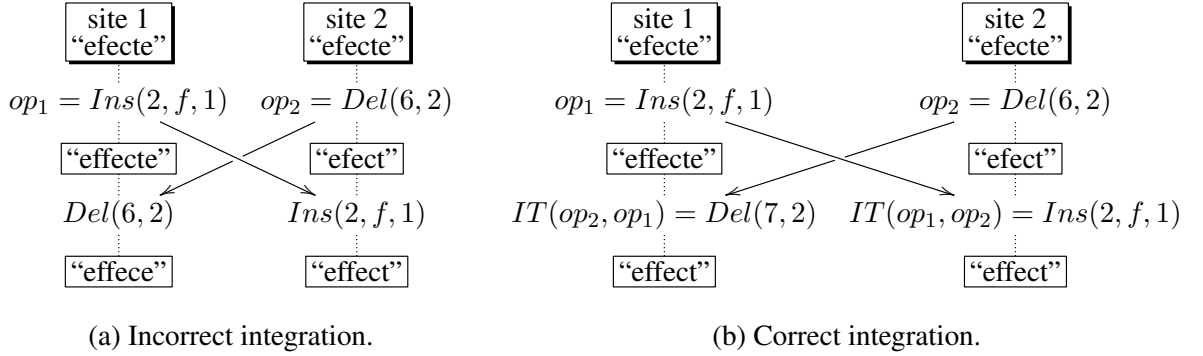 site 1
“efecte”
site 2
“efecte”
op₁ = Ins(2, f, 1)
op₂ = Del(6, 2)
“effecte”
“efect”
Del(6, 2)
Ins(2, f, 1)
“effece”
“effect”
(a) Incorrect integration.
site 1
“efecte”
site 2
“efecte”
op₁ = Ins(2, f, 1)
op₂ = Del(6, 2)
“effecte”
“efect”
IT(op₂, op₁) = Del(7, 2)
IT(op₁, op₂) = Ins(2, f, 1)
“effect”
“effect”
(b) Correct integration.